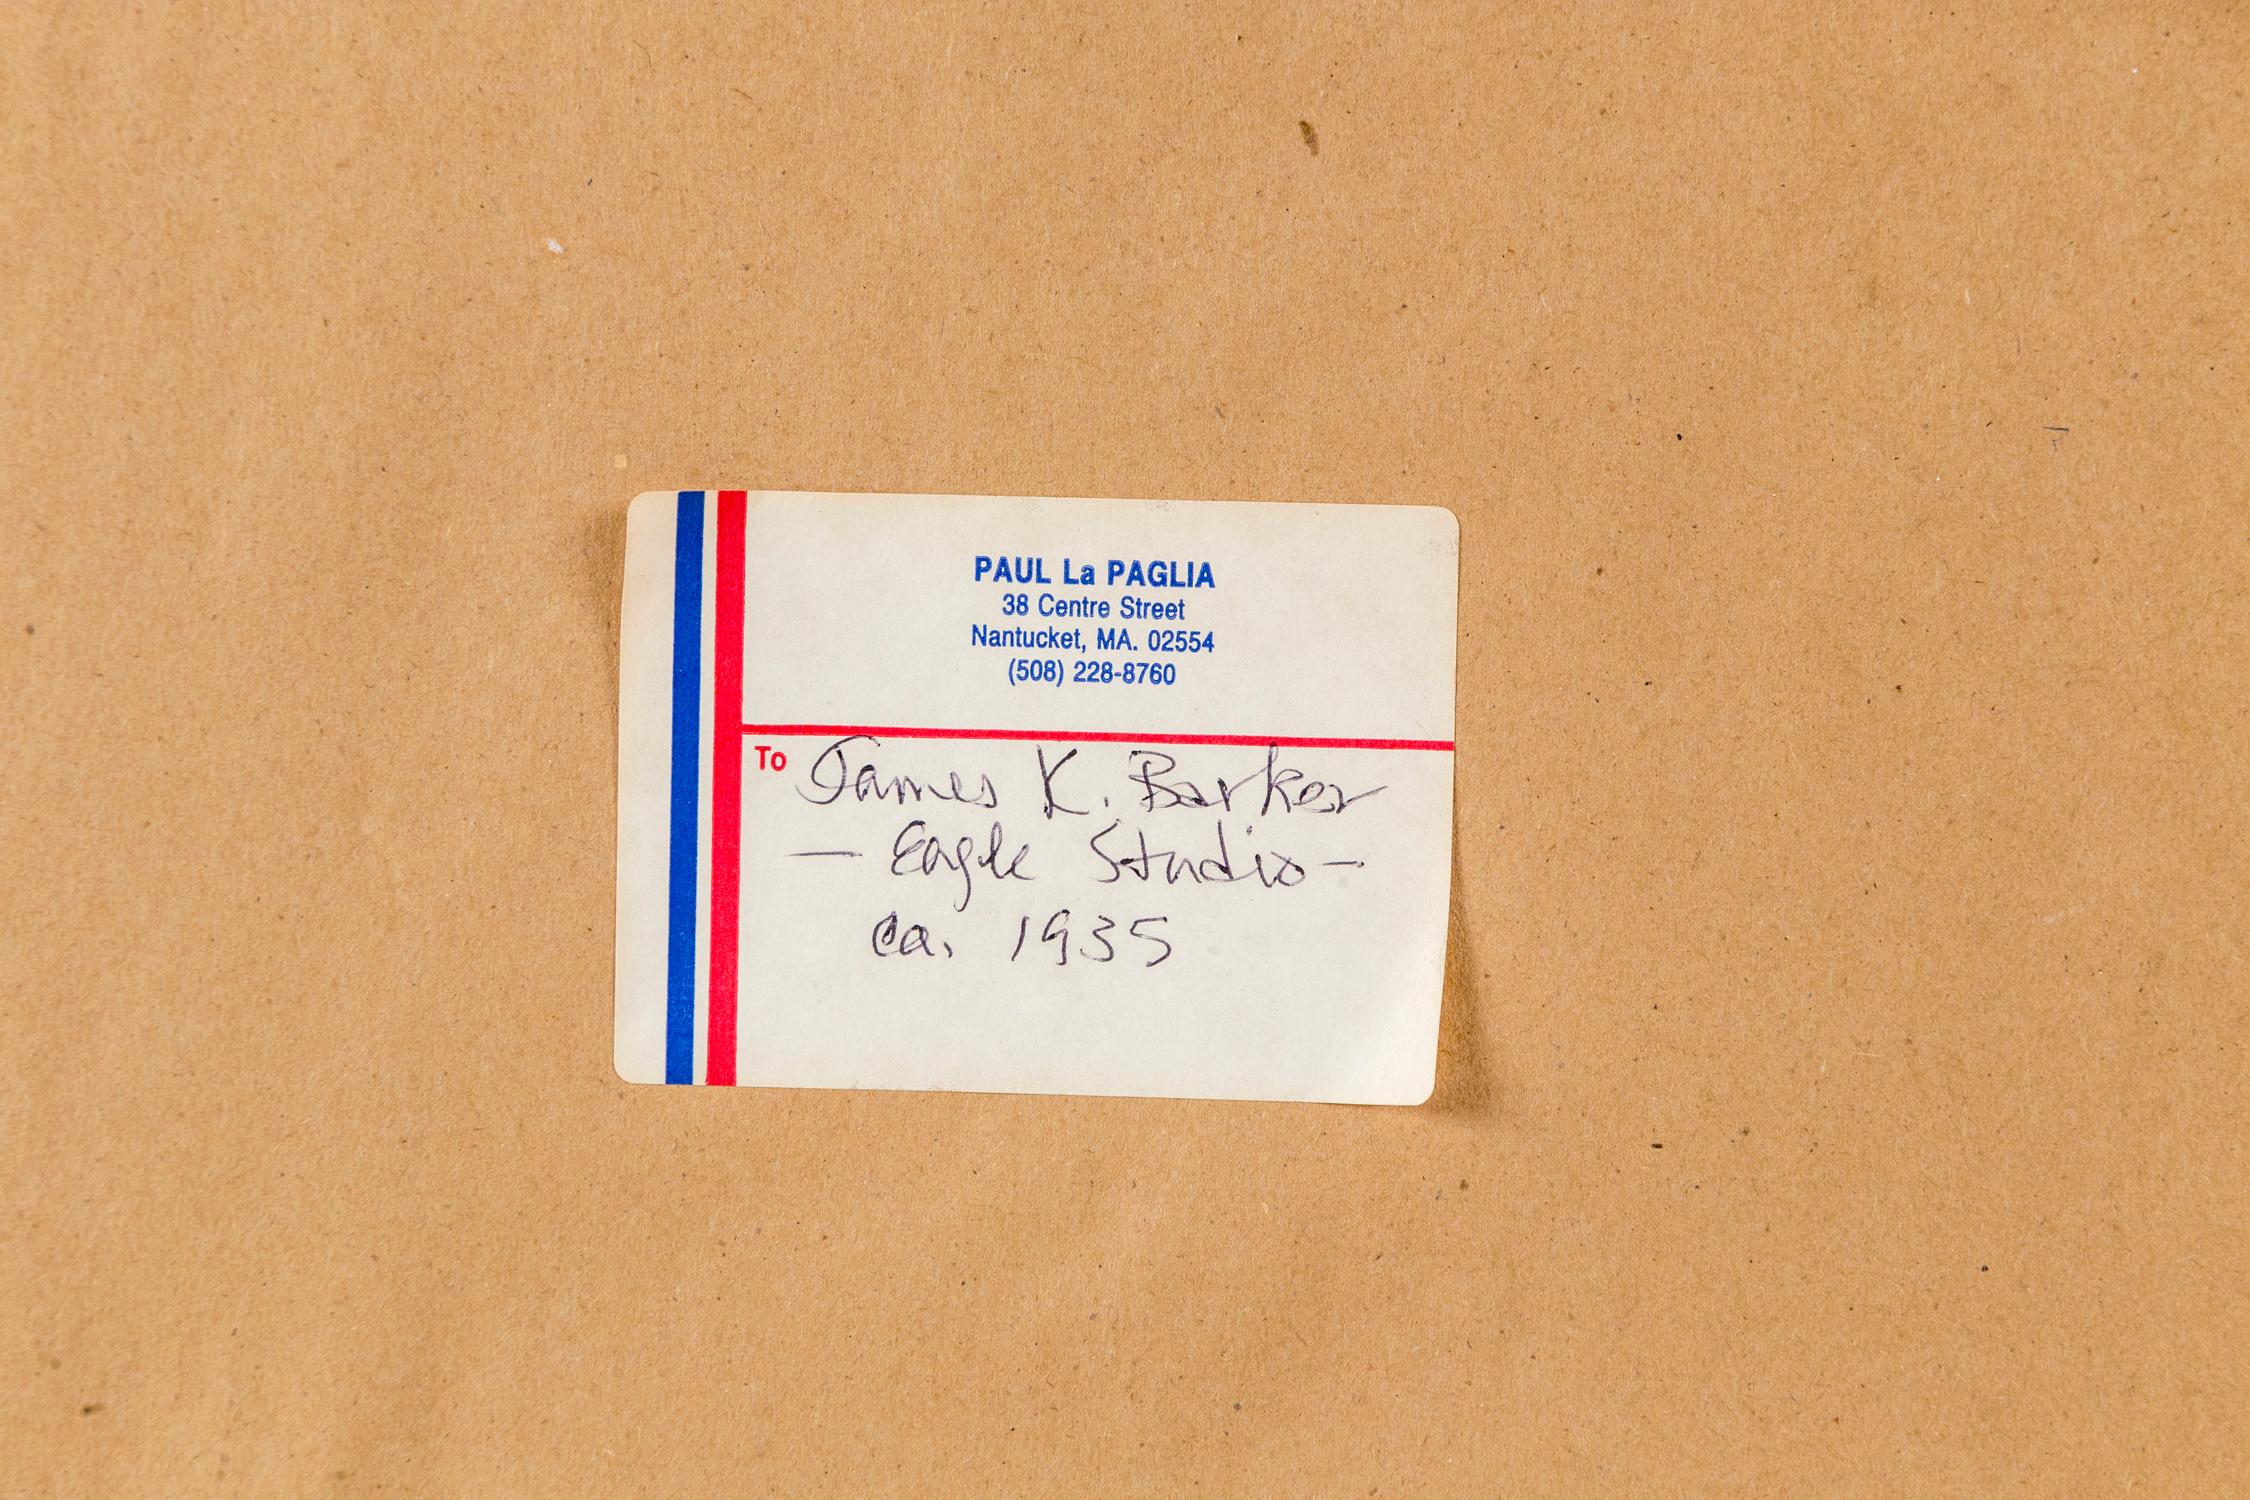 PAUL La PAGLIA
38 Centre Street
Nantucket, MA. 02554
(508) 228-8760
To James K. Barker
— Eagle Studio —
ca. 1935